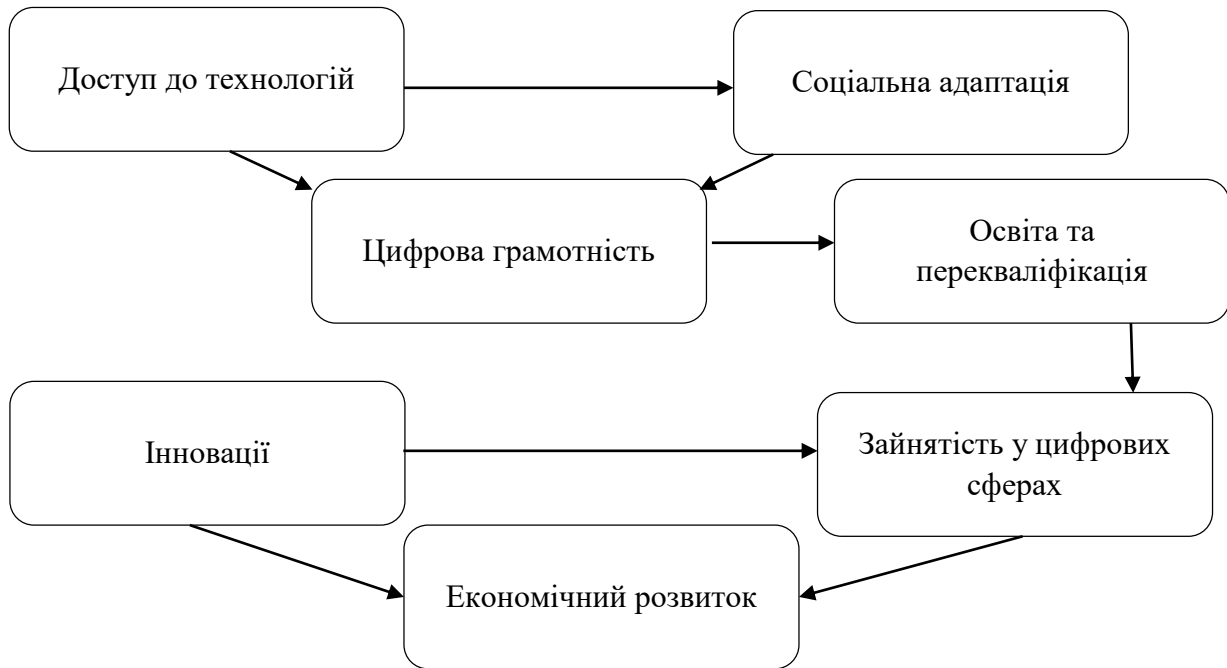 Доступ до технологій
Соціальна адаптація
Цифрова грамотність
Освіта та
перекваліфікація
Інновації
Зайнятість у цифрових
сферах
Економічний розвиток